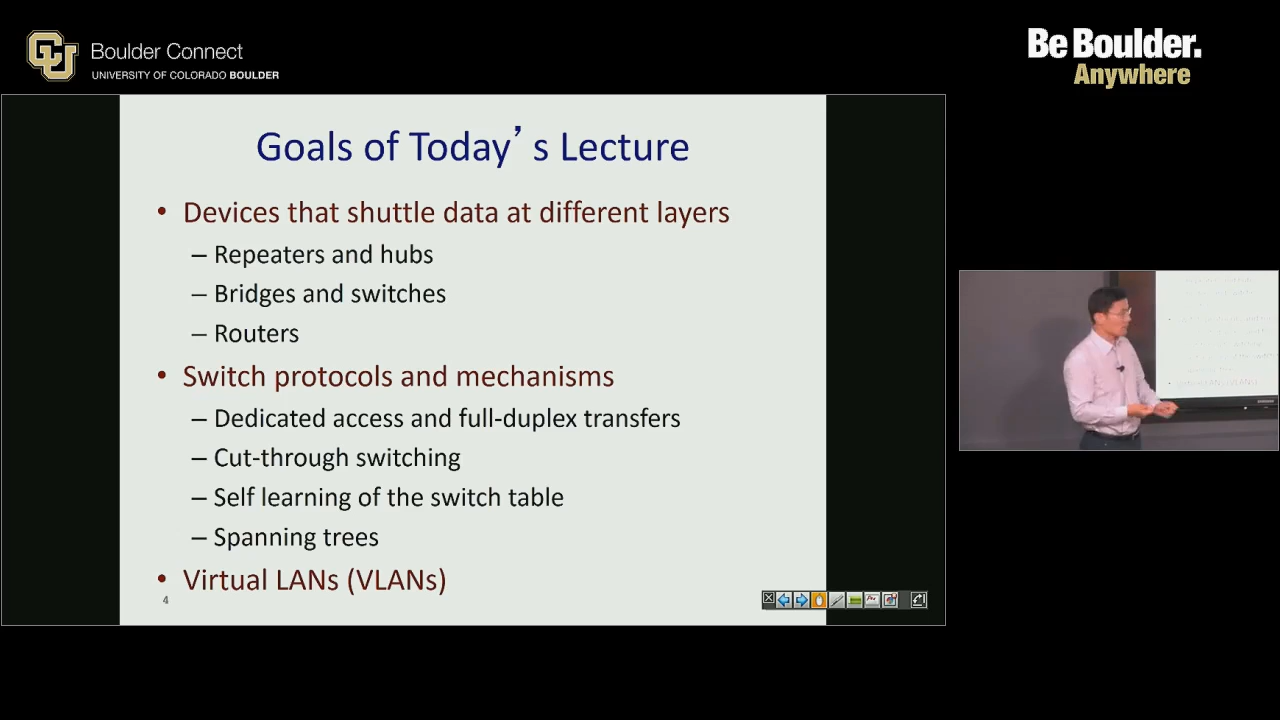 Boulder Connect
UNIVERSITY OF COLORADO BOULDER
Be Boulder.
Anywhere
Goals of Today’s Lecture
• Devices that shuttle data at different layers
– Repeaters and hubs
– Bridges and switches
– Routers
• Switch protocols and mechanisms
– Dedicated access and full-duplex transfers
– Cut-through switching
– Self learning of the switch table
– Spanning trees
• Virtual LANs (VLANs)
4